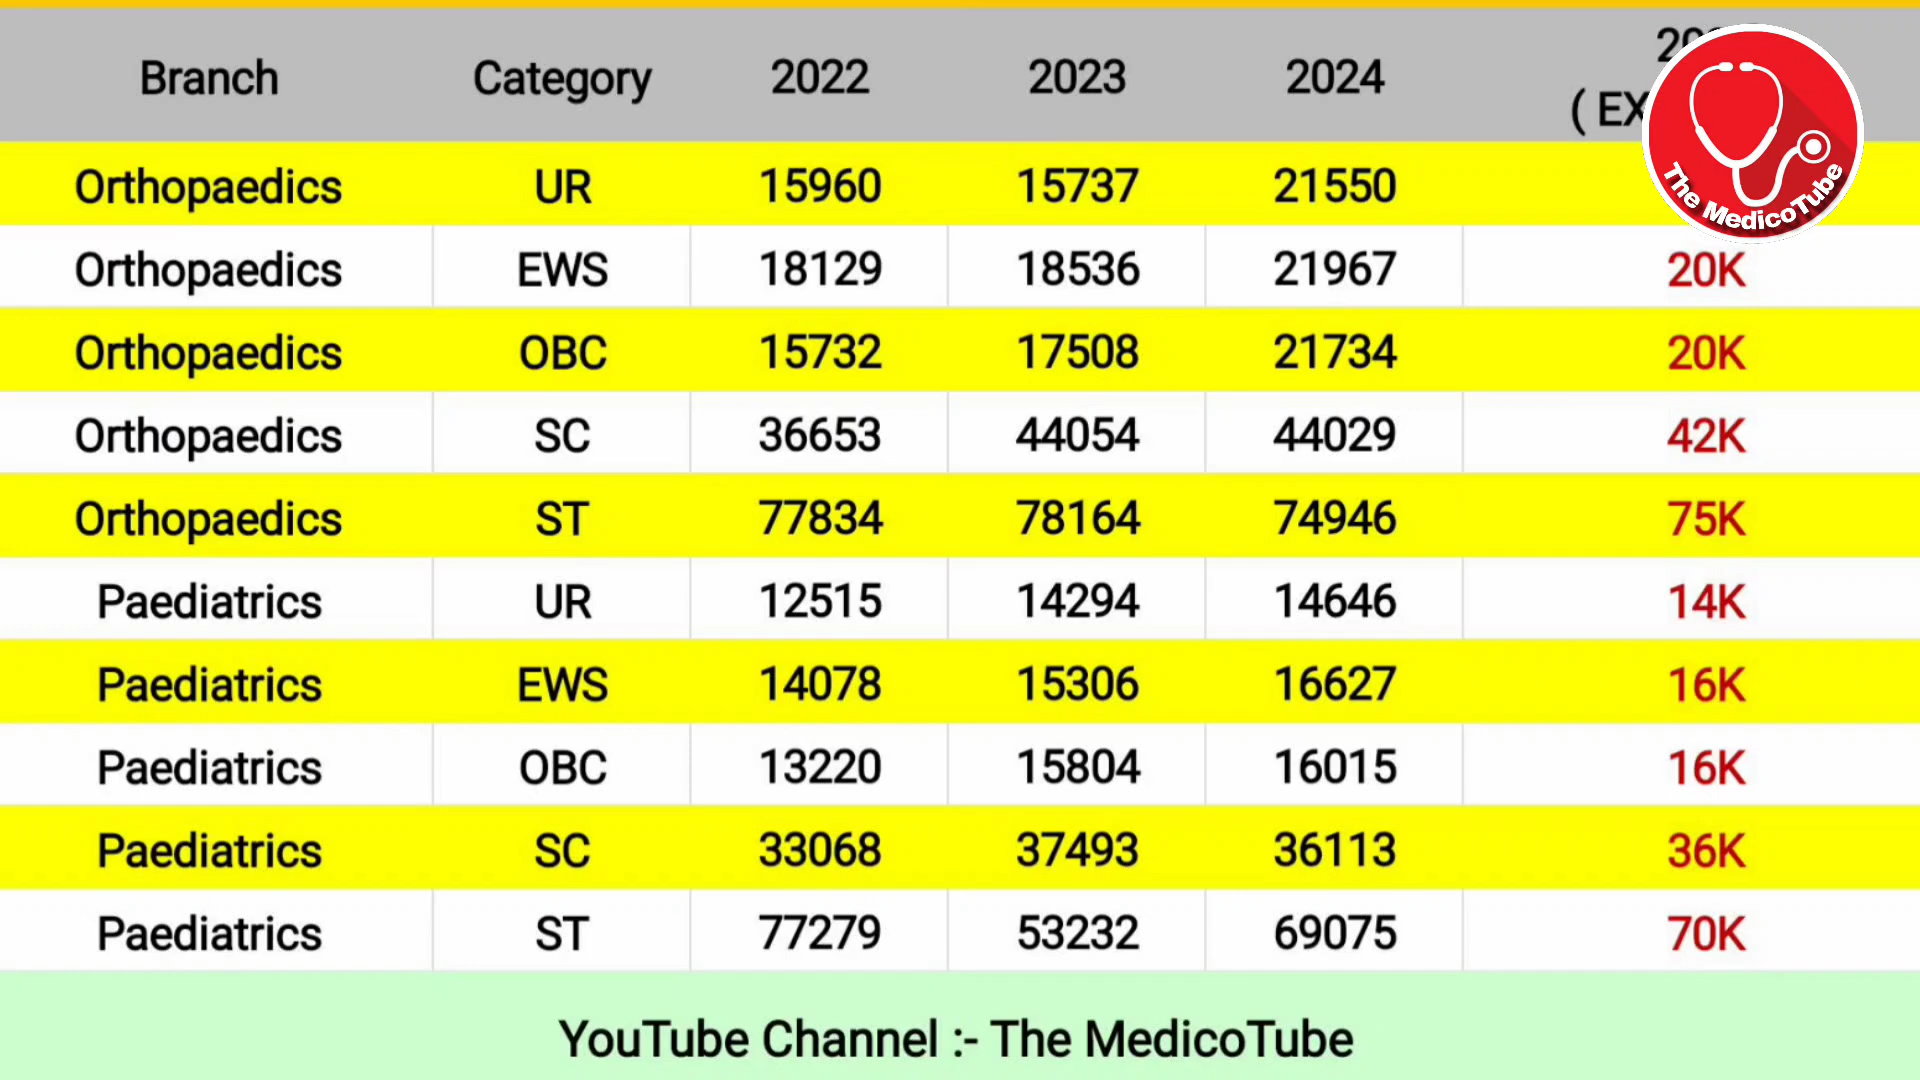 Branch Category 2022 2023 2024
( EX
Orthopaedics UR 15960 15737 21550
Orthopaedics EWS 18129 18536 21967 20K
Orthopaedics OBC 15732 17508 21734 20K
Orthopaedics SC 36653 44054 44029 42K
Orthopaedics ST 77834 78164 74946 75K
Paediatrics UR 12515 14294 14646 14K
Paediatrics EWS 14078 15306 16627 16K
Paediatrics OBC 13220 15804 16015 16K
Paediatrics SC 33068 37493 36113 36K
Paediatrics ST 77279 53232 69075 70K
YouTube Channel :- The MedicoTube
The MedicoTube